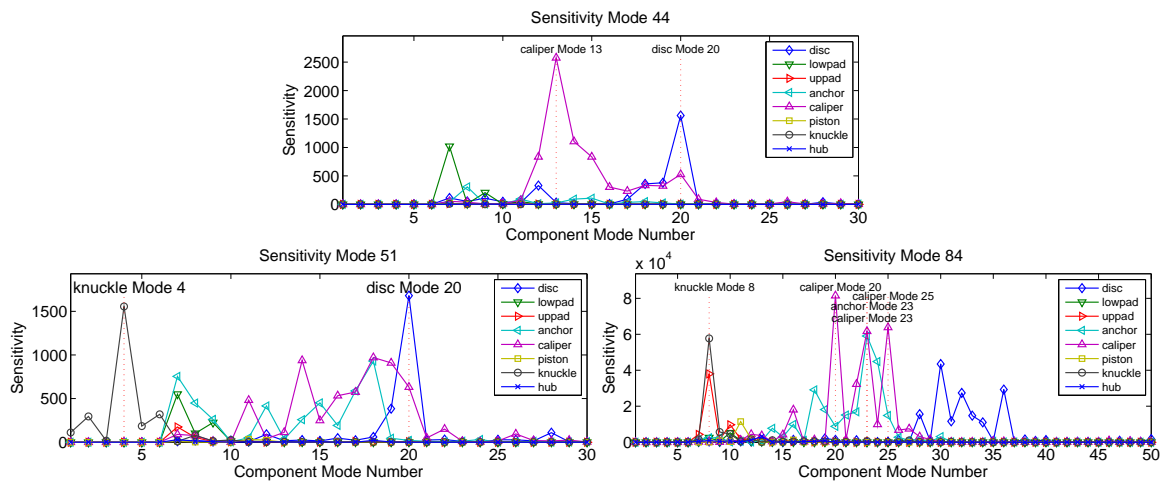 Sensitivity Mode 44
caliper Mode 13
disc Mode 20
2500
2000
1500
1000
500
0
Sensitivity
5
10
15
20
25
30
Component Mode Number
disc
lowpad
uppad
anchor
caliper
piston
knuckle
hub
Sensitivity Mode 51
knuckle Mode 4
disc Mode 20
1500
1000
500
0
Sensitivity
5
10
15
20
25
30
Component Mode Number
disc
lowpad
uppad
anchor
caliper
piston
knuckle
hub
Sensitivity Mode 84
x 10^4
knuckle Mode 8
caliper Mode 20
caliper Mode 25
anchor Mode 23
caliper Mode 23
8
6
4
2
0
Sensitivity
5
10
15
20
25
30
35
40
45
50
Component Mode Number
disc
lowpad
uppad
anchor
caliper
piston
knuckle
hub